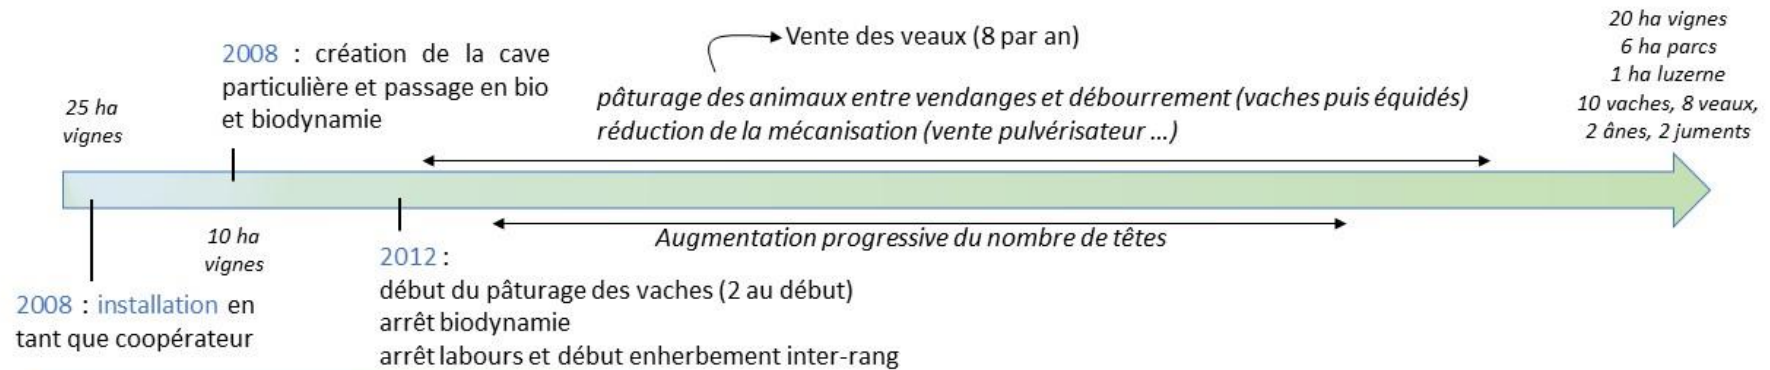 25 ha
vignes
2008 : installation en
tant que coopérateur
2008 : création de la cave
particulière et passage en bio
et biodynamie
10 ha
vignes
2012 :
début du pâturage des vaches (2 au début)
arrêt biodynamie
arrêt labours et début enherbement inter-rang
Vente des veaux (8 par an)
pâturage des animaux entre vendanges et débourrement (vaches puis équidés)
réduction de la mécanisation (vente pulvérisateur ...)
Augmentation progressive du nombre de têtes
20 ha vignes
6 ha parcs
1 ha luzerne
10 vaches, 8 veaux,
2 ânes, 2 juments